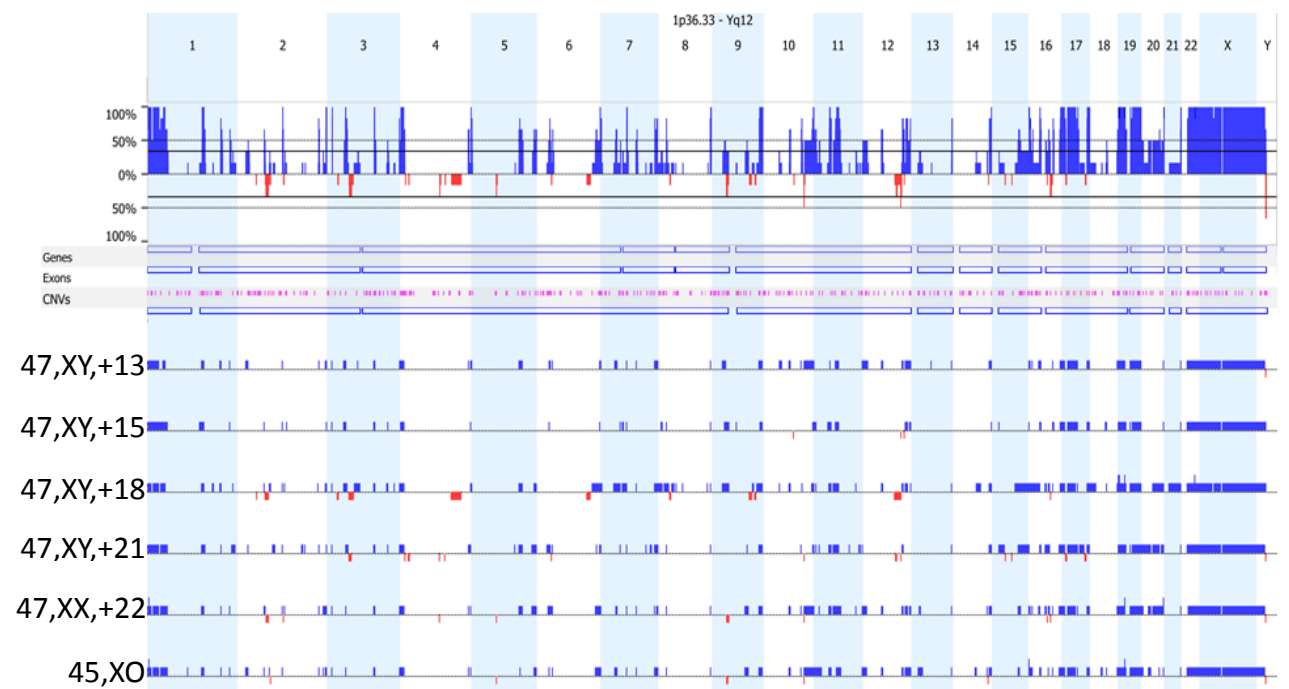 1p36.33 - Yq12
1 2 3 4 5 6 7 8 9 10 11 12 13 14 15 16 17 18 19 20 21 22 X Y
100%
50%
0%
50%
100%
Genes
Exons
CNVs
47,XY,+13
47,XY,+15
47,XY,+18
47,XY,+21
47,XX,+22
45,XO